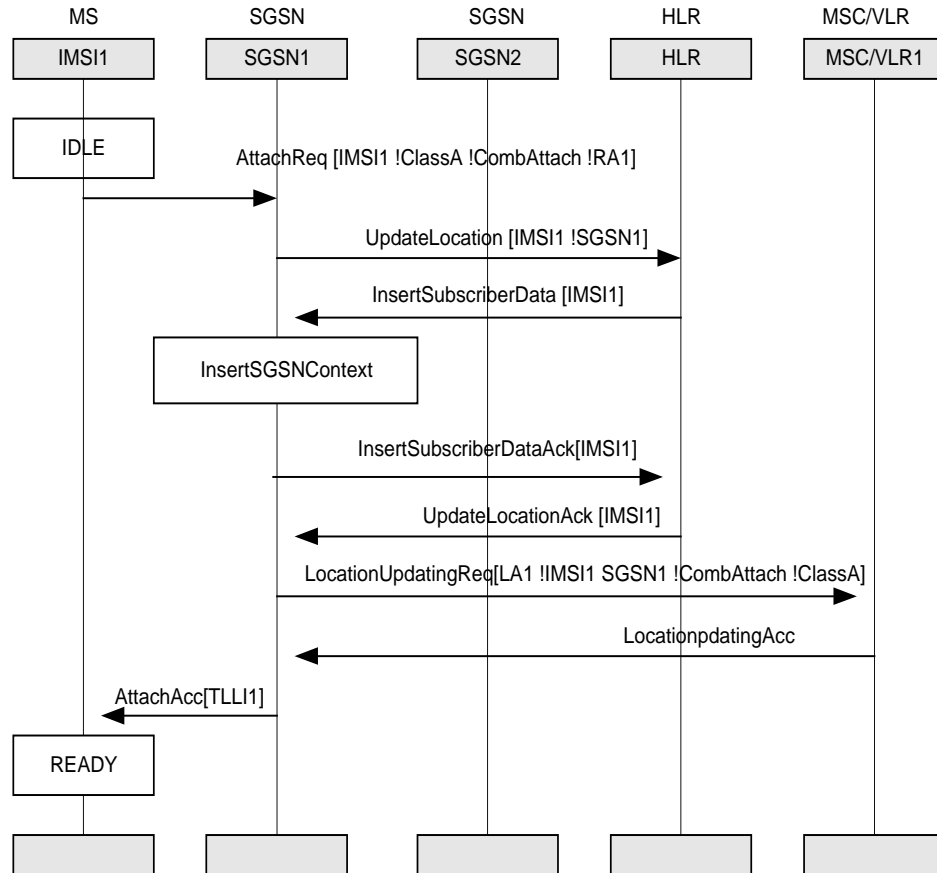 MS SGSN SGSN HLR MSC/VLR
IMSI1 SGSN1 SGSN2 HLR MSC/VLR1
IDLE
AttachReq [IMSI1 !ClassA !CombAttach !RA1]
UpdateLocation [IMSI1 !SGSN1]
InsertSubscriberData [IMSI1]
InsertSGSNContext
InsertSubscriberDataAck[IMSI1]
UpdateLocationAck [IMSI1]
LocationUpdatingReq[LA1 !IMSI1 SGSN1 !CombAttach !ClassA]
LocationpdatingAcc
AttachAcc[TLLI1]
READY